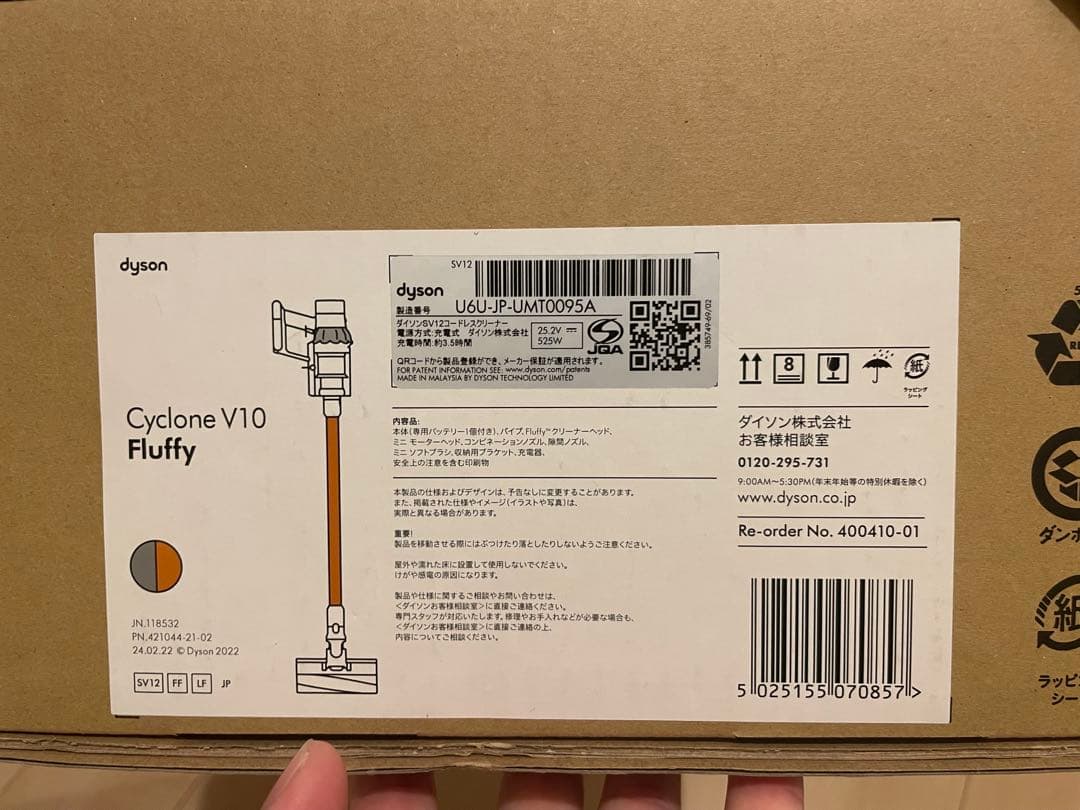 dyson
Cyclone V10
Fluffy
JN.118532
PN.421044-21-02
24.02.22 © Dyson 2022
SV12 FF LF JP
SV12
dyson
製造番号 U6U-JP-UMT0095A
ダイソンSV12コードレスクリーナー
電源方式:充電式 ダイソン株式会社
充電時間:約3.5時間
25.2V
525W
JQA
385749-69/02
QRコードから製品登録ができ、メーカー保証が適用されます。
FOR PATENT INFORMATION SEE: www.dyson.com/patents
MADE IN MALAYSIA BY DYSON TECHNOLOGY LIMITED
内容品:
本体(専用バッテリー1個付き)、パイプ、Fluffy™クリーナーヘッド、
ミニ モーターヘッド、コンビネーションノズル、隙間ノズル、
ミニ ソフトブラシ、収納用ブラケット、充電器、
安全上の注意を含む印刷物
本製品の仕様およびデザインは、予告なしに変更することがあります。
また、掲載された仕様やイメージ(イラストや写真)は、
実際と異なる場合があります。
重要!
製品を移動させる際にはぶつけたり落としたりしないようご注意ください。
屋外や濡れた床に設置して使用しないでください。
けがや感電の原因になります。
製品や仕様に関するご相談やお問い合わせは、
<ダイソンお客様相談室>に直接ご連絡ください。
専門スタッフが対応いたします。修理やお手入れなどが必要な場合も、
<ダイソンお客様相談室>に直接ご連絡の上、
内容についてご相談ください。
8
紙
ラッピング
シート
ダイソン株式会社
お客様相談室
0120-295-731
9:00AM〜5:30PM(年末年始等の特別休暇を除く)
www.dyson.co.jp
Re-order No. 400410-01
5 025155 070857 >
ダンボ
紙
ラッピ
シー